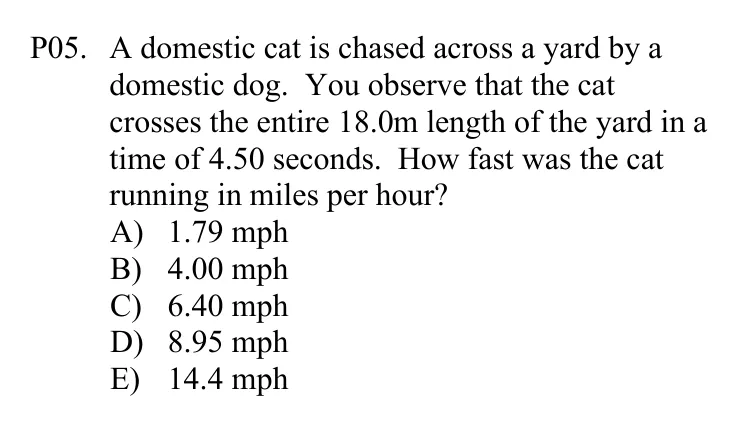 P05. A domestic cat is chased across a yard by a
domestic dog. You observe that the cat
crosses the entire 18.0m length of the yard in a
time of 4.50 seconds. How fast was the cat
running in miles per hour?
A) 1.79 mph
B) 4.00 mph
C) 6.40 mph
D) 8.95 mph
E) 14.4 mph